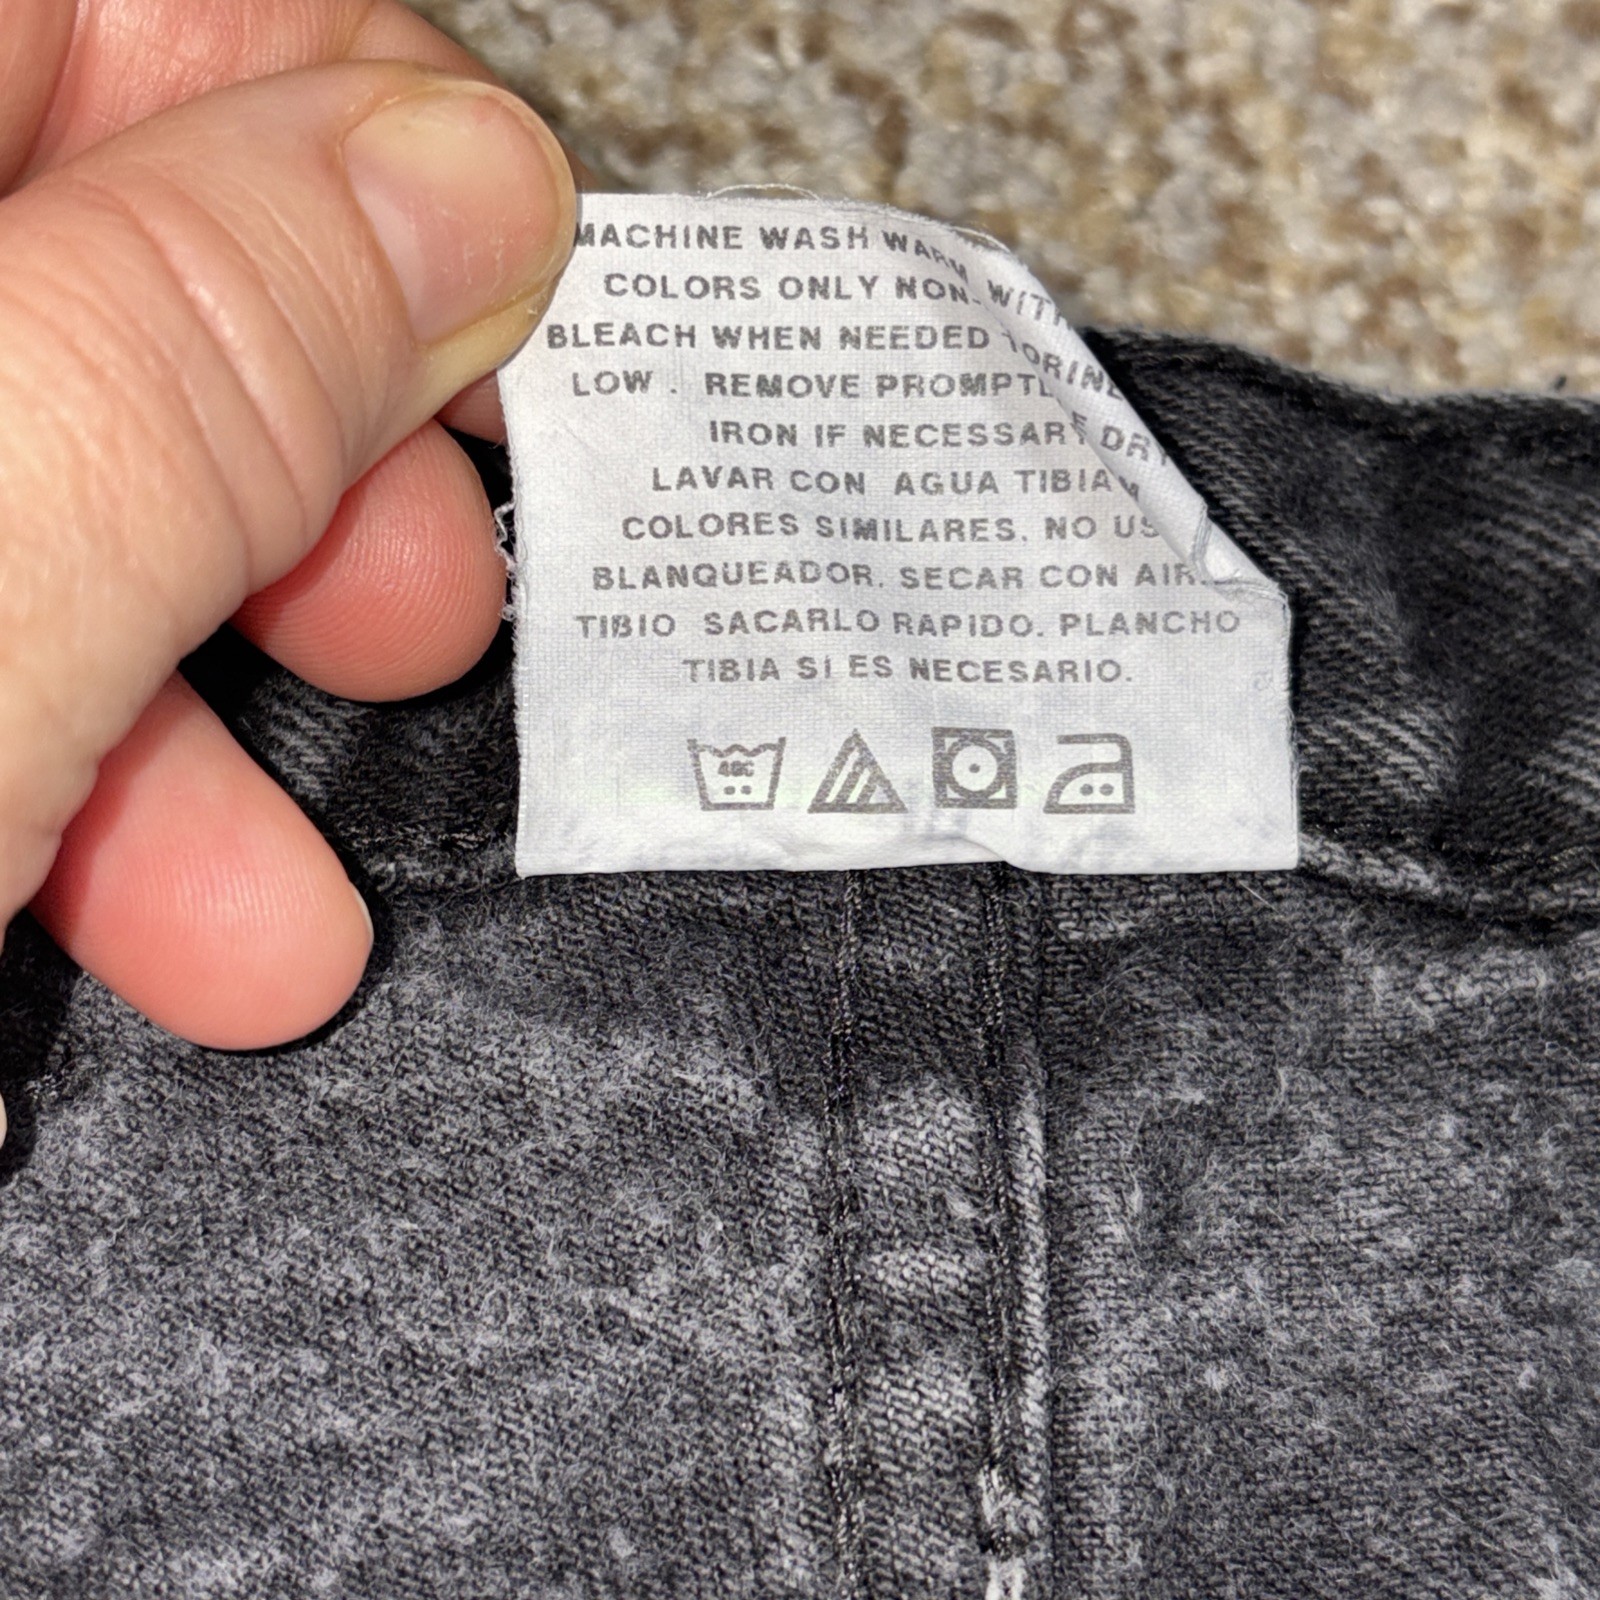 MACHINE WASH WARM WITH
COLORS ONLY NON-
BLEACH WHEN NEEDED
LOW . REMOVE PROMPTL
IRON IF NECESSARY
LAVAR CON AGUA TIBIA
COLORES SIMILARES. NO US
BLANQUEADOR. SECAR CON AIR
TIBIO SACARLO RAPIDO. PLANCHO
TIBIA SI ES NECESARIO.
40C